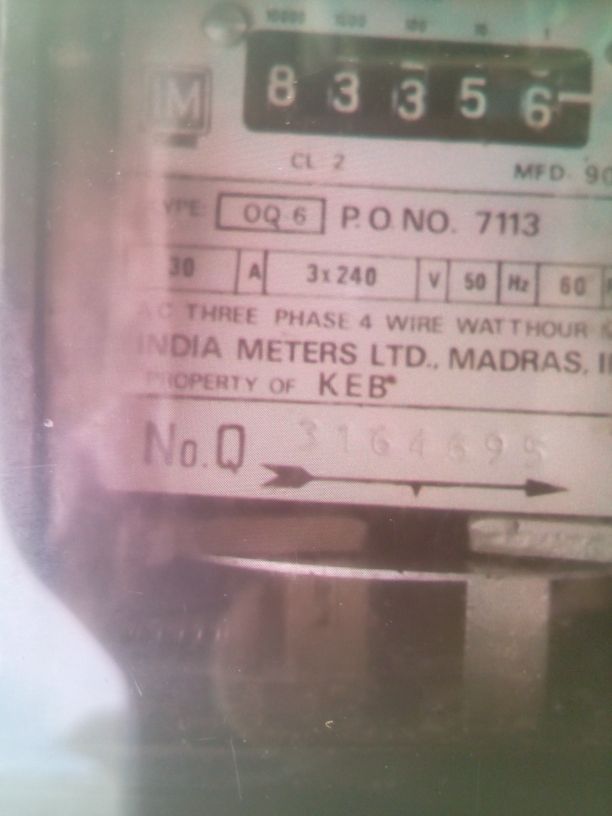 10000 1000 100 10 1
IM 8 3 3 5 6
CL 2 MFD. 90
TYPE: OQ 6 P.O.NO. 7113
30 A 3x240 V 50 Hz 60
AC THREE PHASE 4 WIRE WATTHOUR
INDIA METERS LTD., MADRAS.
PROPERTY OF KEB
No.Q 3164695